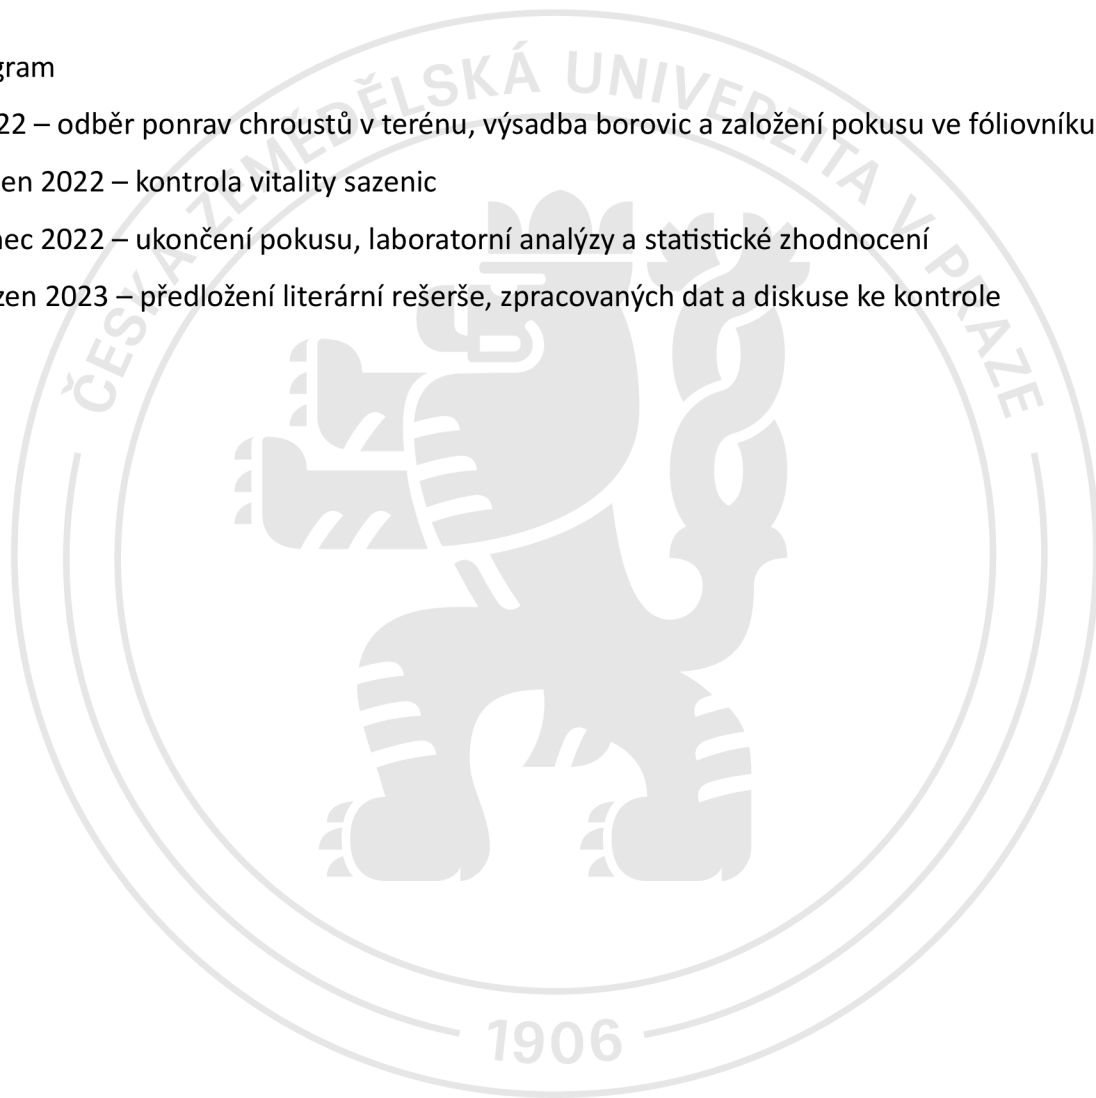 gram
22 – odběr ponrav chroustů v terénu, výsadba borovic a založení pokusu ve fóliovníku
en 2022 – kontrola vitality sazenic
nec 2022 – ukončení pokusu, laboratorní analýzy a statistické zhodnocení
zen 2023 – předložení literární rešerše, zpracovaných dat a diskuse ke kontrole
ČESKÁ ZEMĚDĚLSKÁ UNIVERZITA V PRAZE
1906